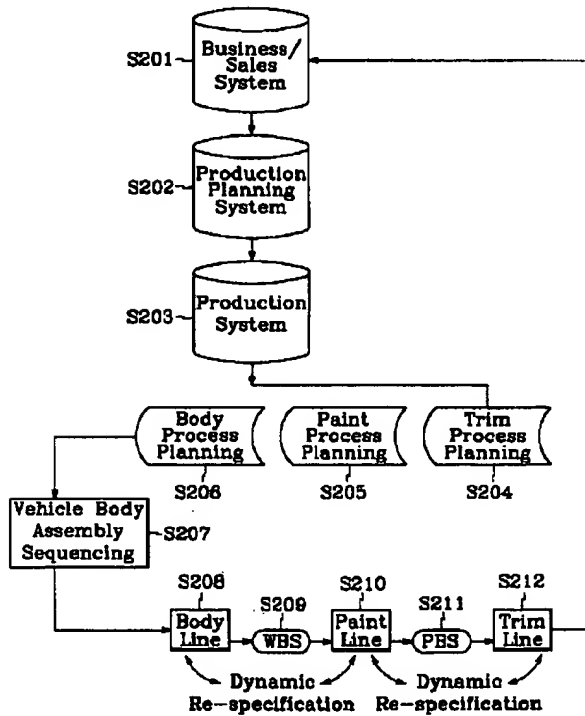 Business/
Sales
System
S201
Production
Planning
System
S202
Production
System
S203
Body
Process
Planning
Paint
Process
Planning
Trim
Process
Planning
S206
S205
S204
Vehicle Body
Assembly
Sequencing
S207
S208
S209
S210
S211
S212
Body
Line
WBS
Paint
Line
PBS
Trim
Line
Dynamic
Re-specification
Dynamic
Re-specification